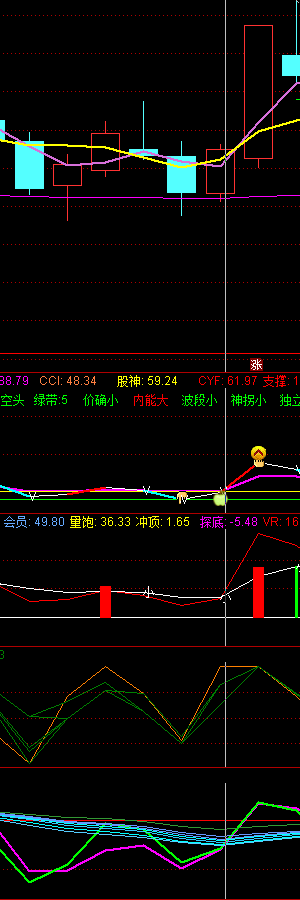 涨
88.79 CCI: 48.34 股神: 59.24 CYF: 61.97 支撑: 1
空头 绿带:5 价确小 内能大 波段小 神拐小 独立
会员: 49.80 量饱: 36.33 冲顶: 1.65 探底: -5.48 VR: 16
3